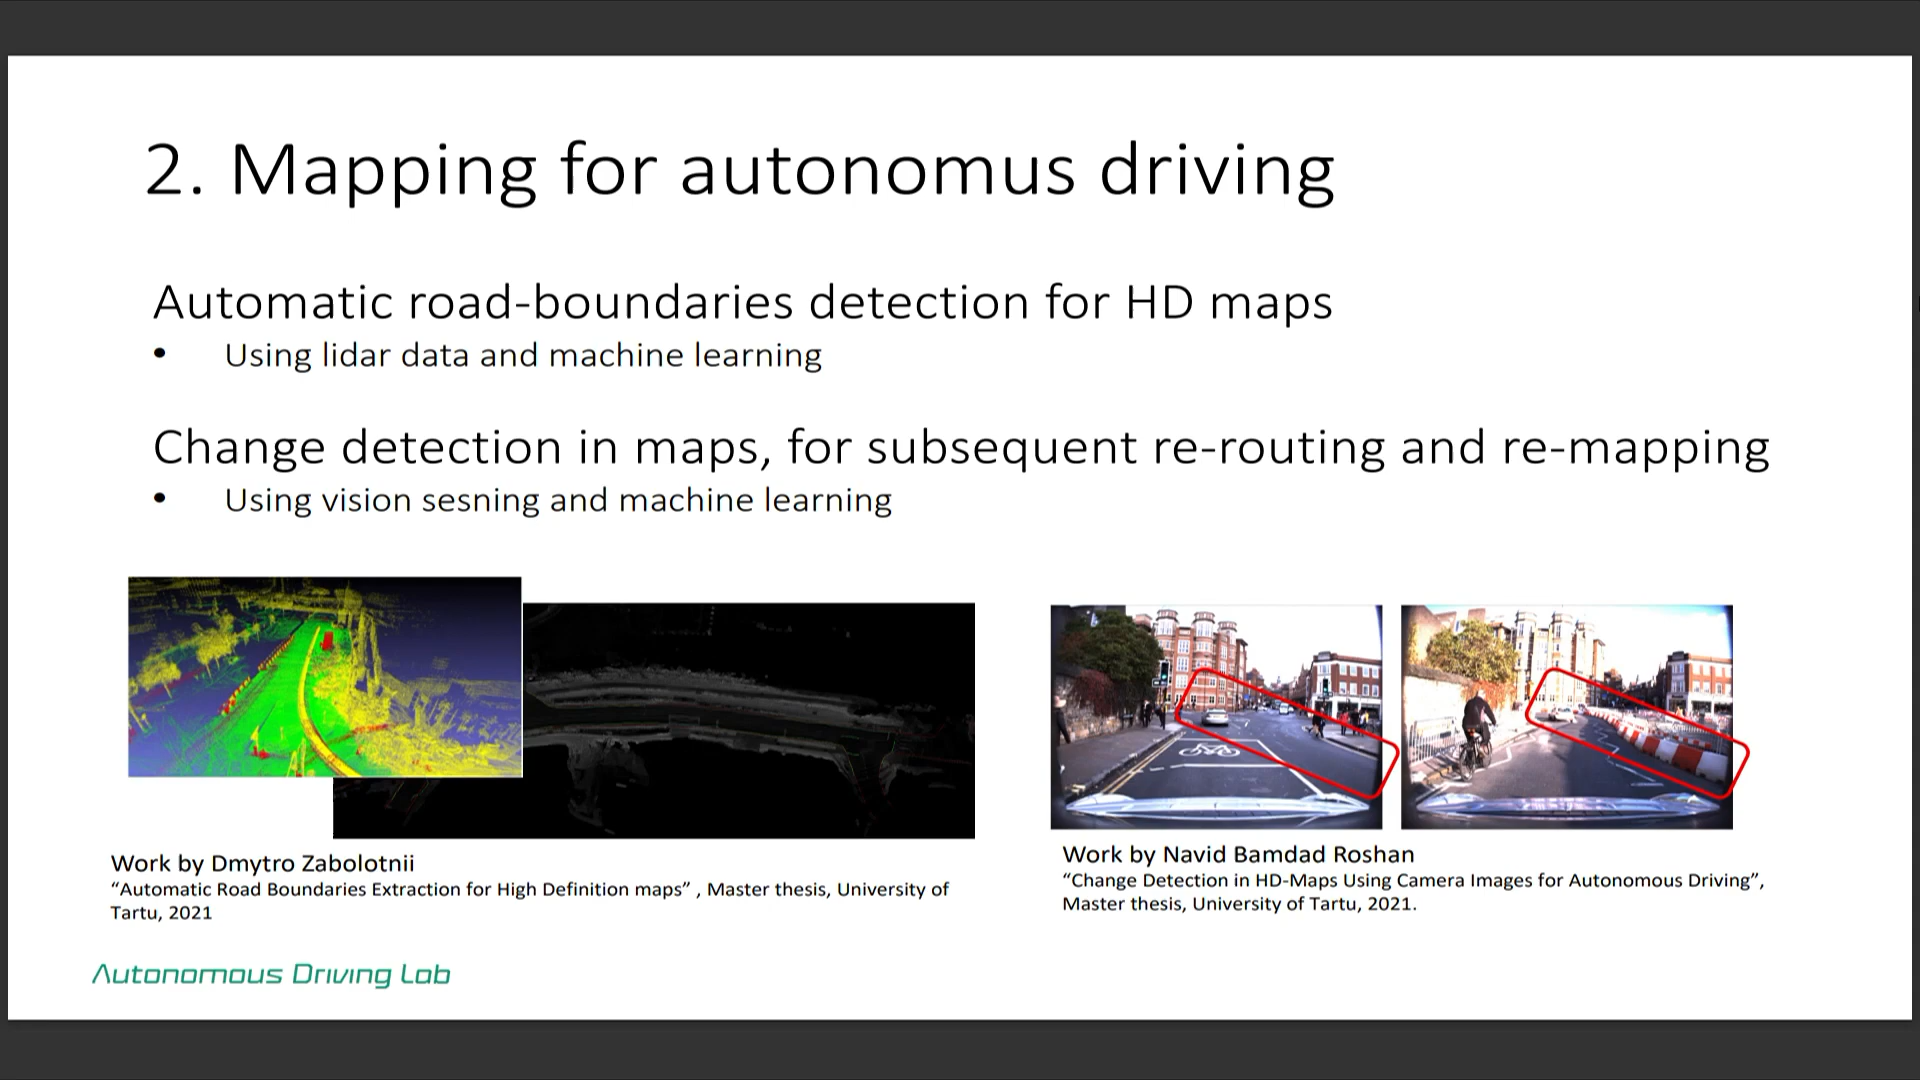 2. Mapping for autonomus driving
Automatic road-boundaries detection for HD maps
• Using lidar data and machine learning
Change detection in maps, for subsequent re-routing and re-mapping
• Using vision sesning and machine learning
Work by Dmytro Zabolotnii
“Automatic Road Boundaries Extraction for High Definition maps” , Master thesis, University of
Tartu, 2021
Work by Navid Bamdad Roshan
“Change Detection in HD-Maps Using Camera Images for Autonomous Driving”,
Master thesis, University of Tartu, 2021.
Autonomous Driving Lab